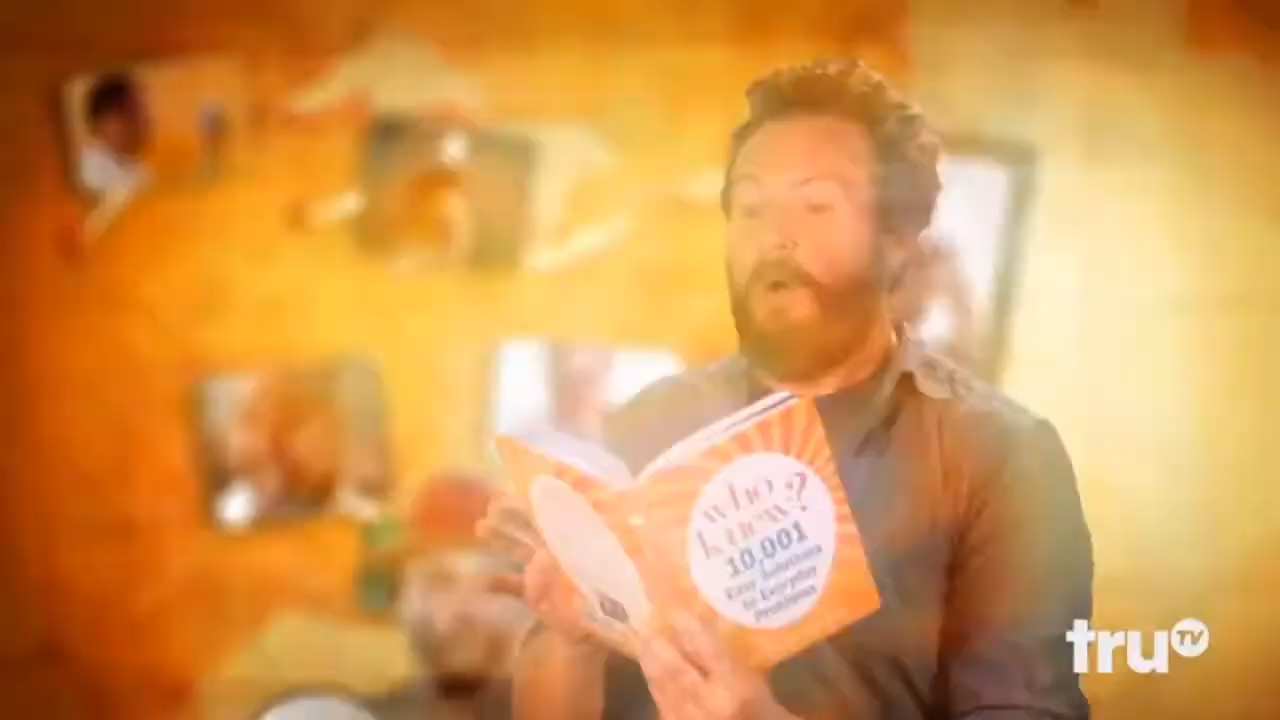 who
knew?
10,001
Easy Solutions
to Everyday
Problems
truTV